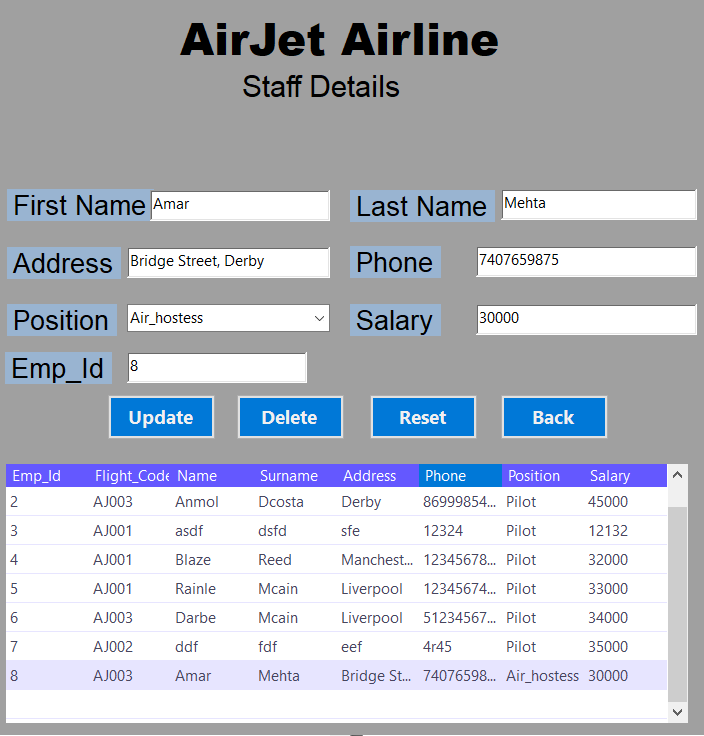 AirJet Airline
Staff Details
First Name Amar Last Name Mehta
Address Bridge Street, Derby Phone 7407659875
Position Air_hostess Salary 30000
Emp_Id 8
Update Delete Reset Back
Emp_Id Flight_Code Name Surname Address Phone Position Salary
2 AJ003 Anmol Dcosta Derby 86999854... Pilot 45000
3 AJ001 asdf dsfd sfe 12324 Pilot 12132
4 AJ001 Blaze Reed Manchest... 12345678... Pilot 32000
5 AJ001 Rainle Mcain Liverpool 12345674... Pilot 33000
6 AJ003 Darbe Mcain Liverpool 51234567... Pilot 34000
7 AJ002 ddf fdf eef 4r45 Pilot 35000
8 AJ003 Amar Mehta Bridge St... 74076598... Air_hostess 30000